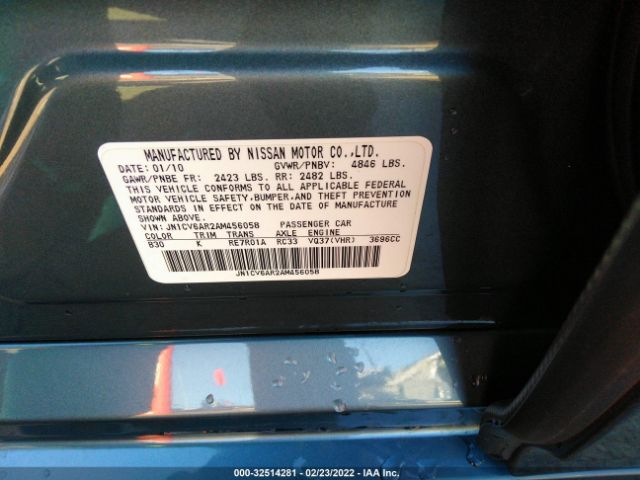 MANUFACTURED BY NISSAN MOTOR CO.,LTD.
DATE: 01/10 GVWR/PNBV: 4846 LBS.
GAWR/PNBE FR: 2423 LBS. RR: 2482 LBS.
THIS VEHICLE CONFORMS TO ALL APPLICABLE FEDERAL
MOTOR VEHICLE SAFETY,BUMPER,AND THEFT PREVENTION
STANDARDS IN EFFECT ON THE DATE OF MANUFACTURE
SHOWN ABOVE.
VIN: JN1CV6AR2AM456058 PASSENGER CAR
COLOR TRIM TRANS AXLE ENGINE
B30 K RE7R01A RC33 VQ37(VHR) 3696CC
JN1CV6AR2AM456058
000-32514281 - 02/23/2022 - IAA Inc.